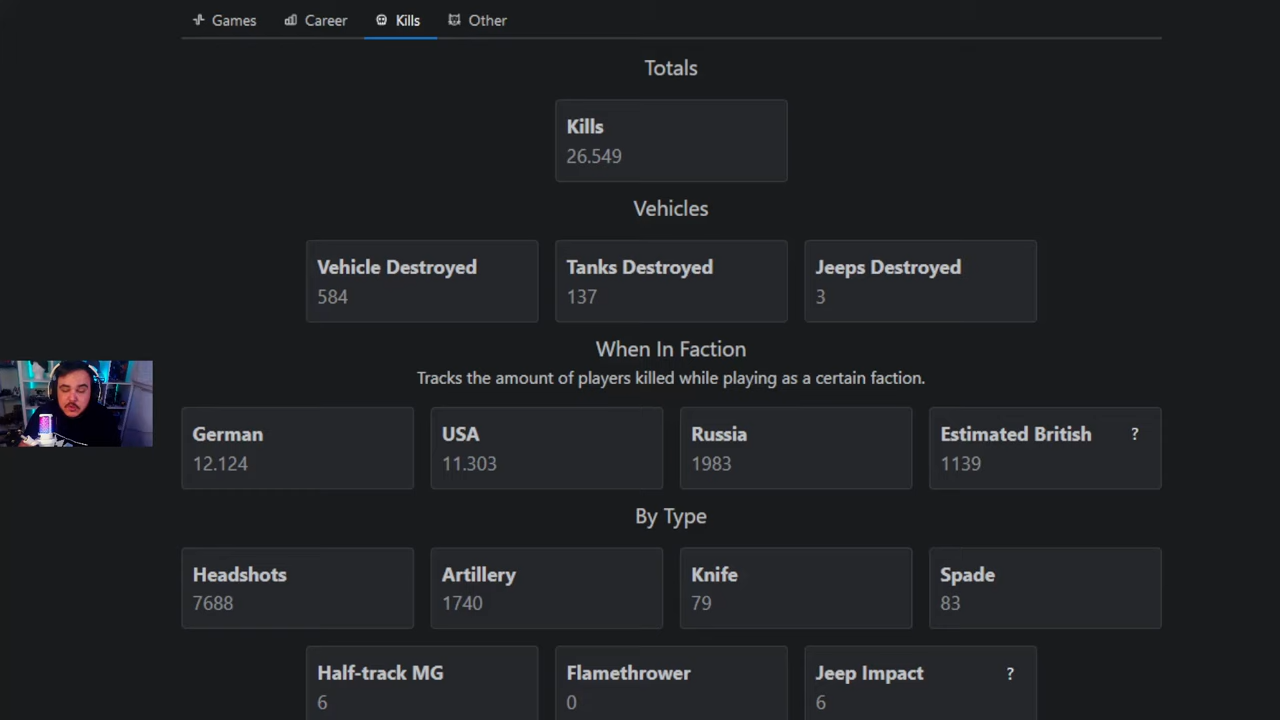 Games Career Kills Other
Totals
Kills
26.549
Vehicles
Vehicle Destroyed Tanks Destroyed Jeeps Destroyed
584 137 3
When In Faction
Tracks the amount of players killed while playing as a certain faction.
German USA Russia Estimated British ?
12.124 11.303 1983 1139
By Type
Headshots Artillery Knife Spade
7688 1740 79 83
Half-track MG Flamethrower Jeep Impact ?
6 0 6